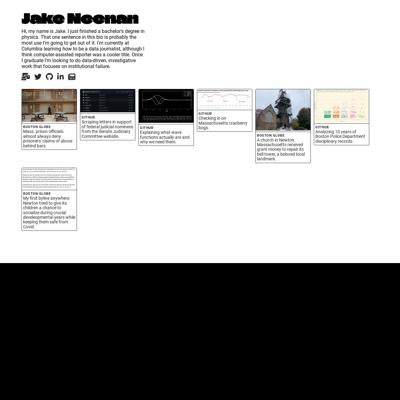 Jake Neenan
Hi, my name is Jake. I just finished a bachelor's degree in
physics. That one sentence in this bio is probably the
most use I'm going to get out of it. I'm currently at
Columbia learning how to be a data journalist, although I
think computer-assisted reporter was a cooler title. Once
I graduate I'm looking to do data-driven, investigative
work that focuses on institutional failure.
BOSTON GLOBE
Mass. prison officials
almost always deny
prisoners claims of abuse
behind bars.
GITHUB
Scraping letters in support
of federal judicial nominees
from the Senate Judiciary
Committee website.
GITHUB
Explaining what wave
functions actually are and
why we need them.
GITHUB
Checking in on
Massachusetts cranberry
bogs.
BOSTON GLOBE
A church in Newton,
Massachusetts received
grant money to repair its
bell tower, a beloved local
landmark.
GITHUB
Analyzing 10 years of
Boston Police Department
disciplinary records.
BOSTON GLOBE
My first byline anywhere:
Newton tried to give its
children a chance to
socialize during crucial
developmental years while
keeping them safe from
Covid.